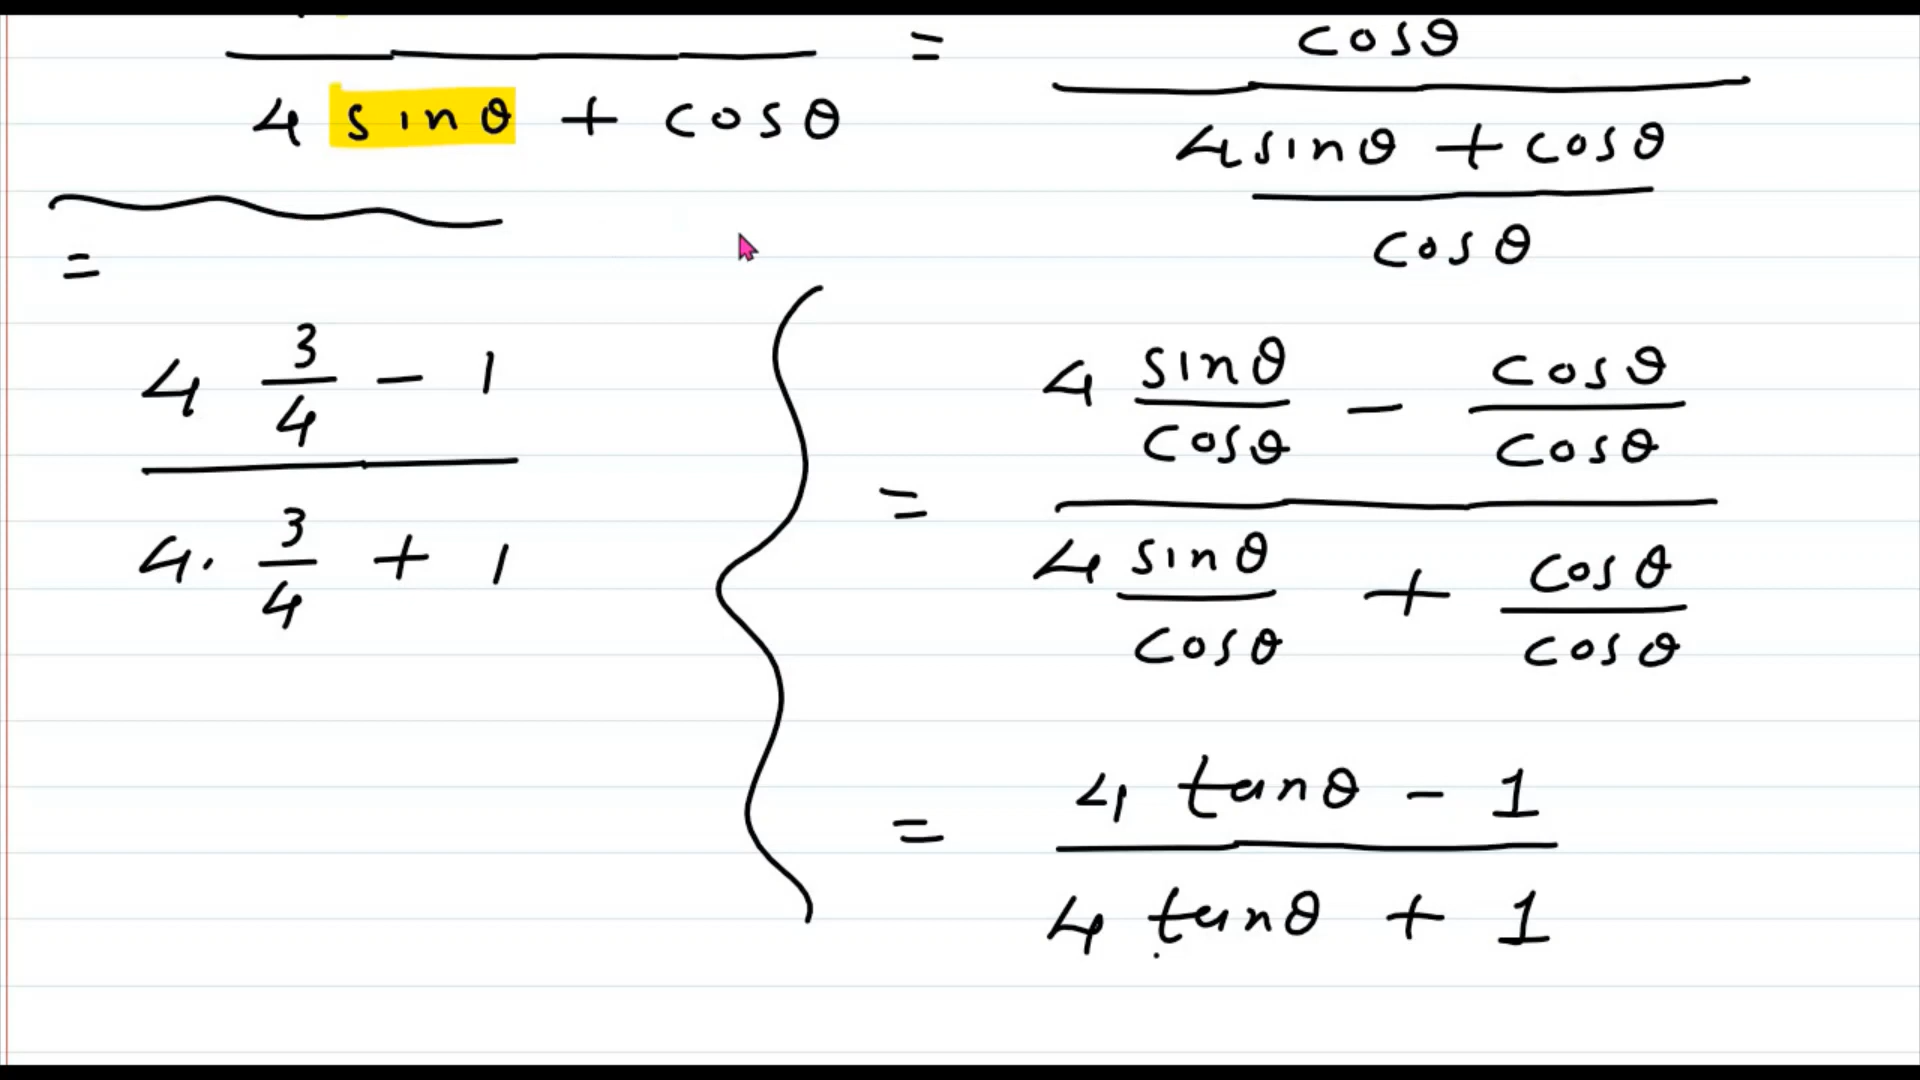 4 sinθ + cosθ
=
4 3/4 - 1
4. 3/4 + 1
= cosθ
4sinθ + cosθ
cosθ
= 4 sinθ/cosθ - cosθ/cosθ
4 sinθ/cosθ + cosθ/cosθ
= 4 tanθ - 1
4 tanθ + 1